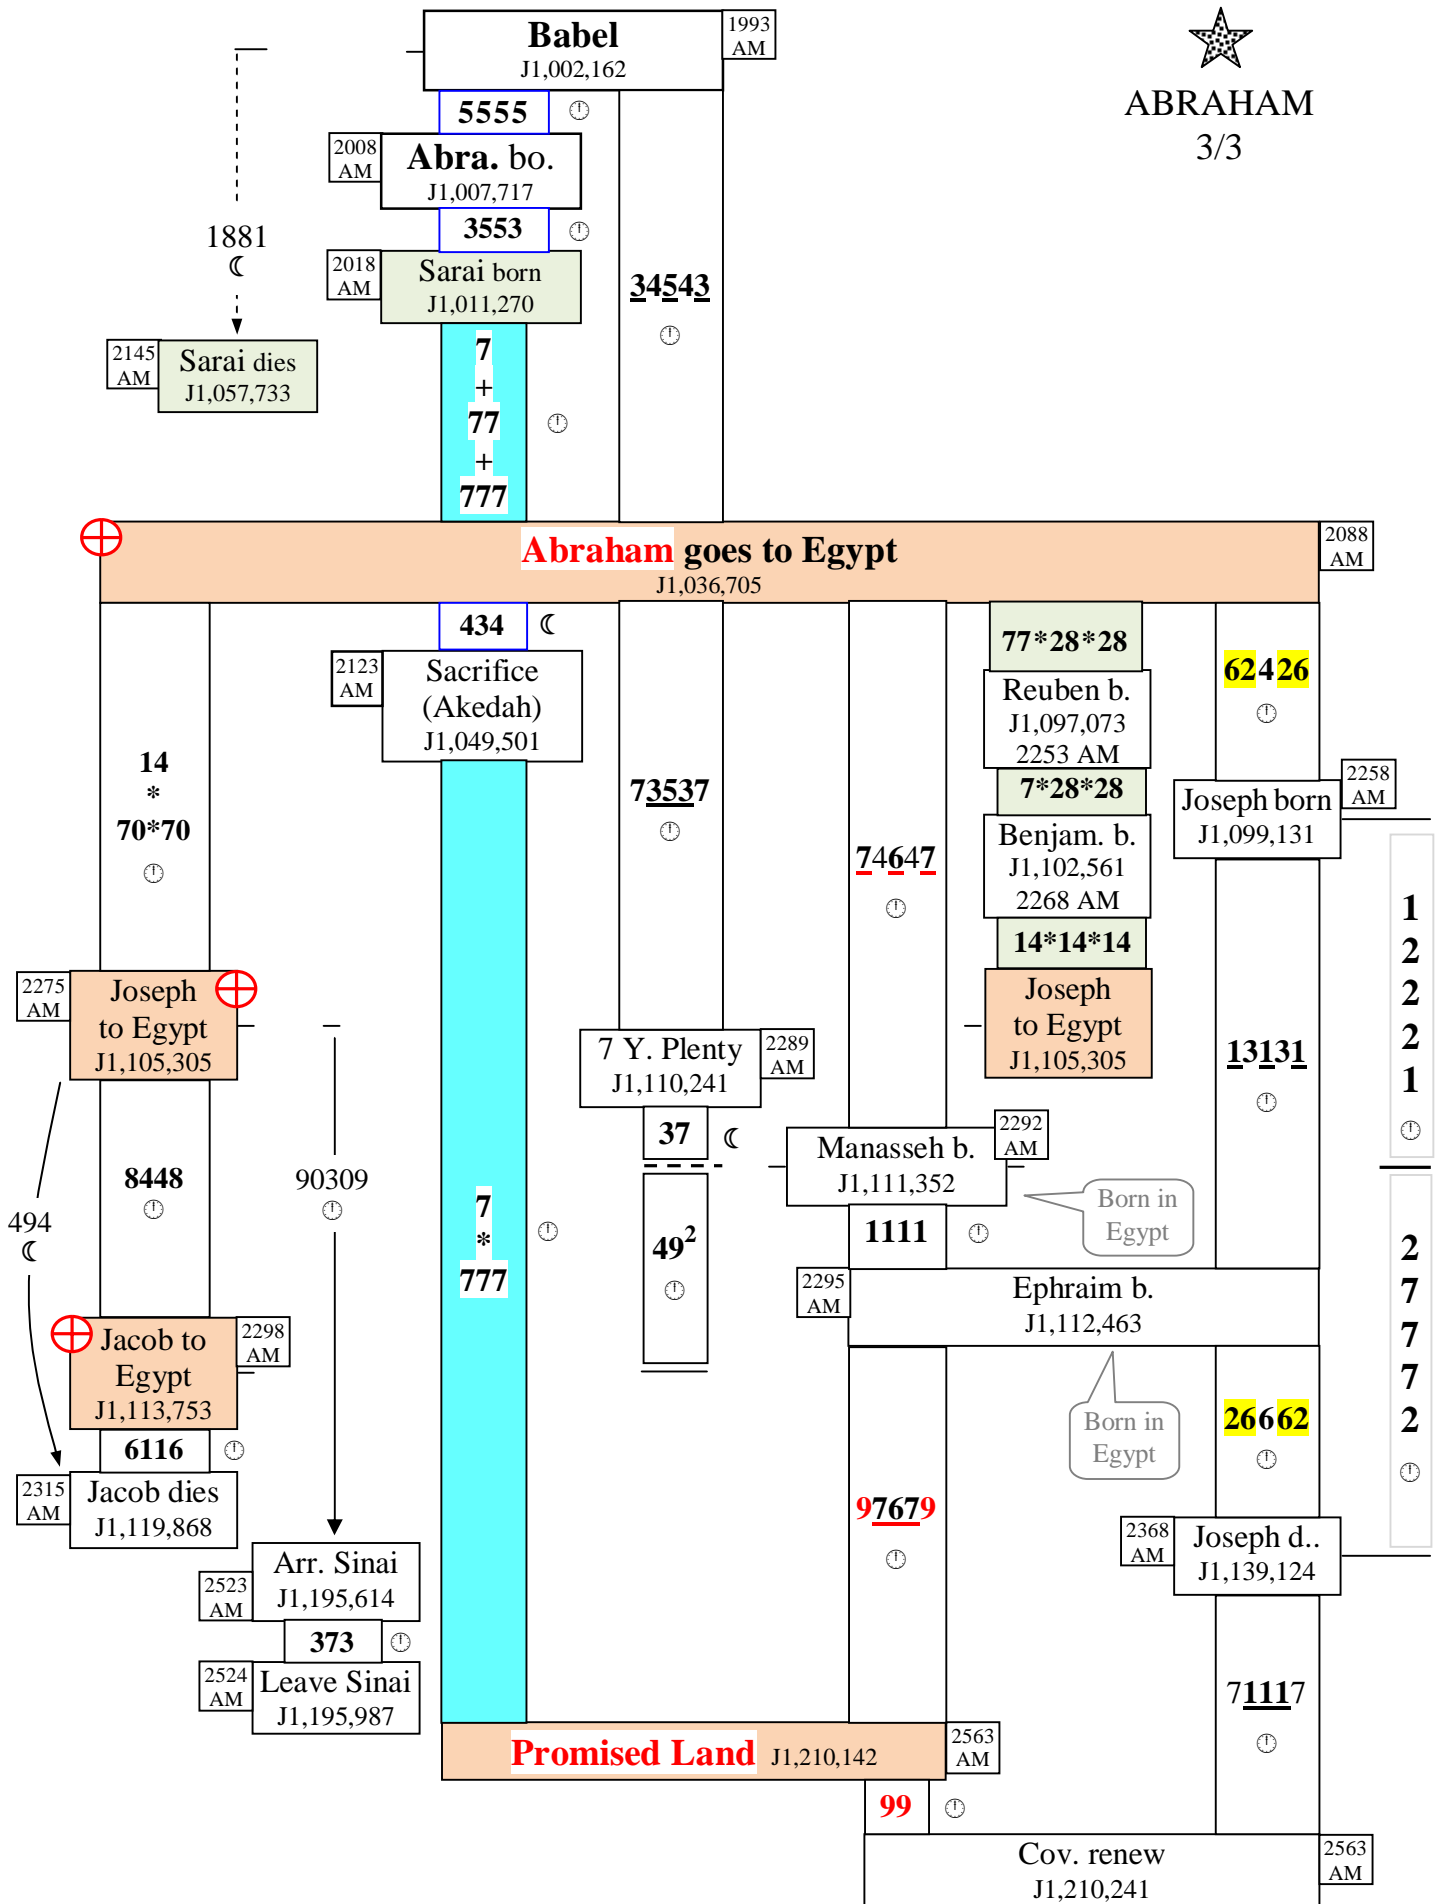 Babel
J1,002,162
1993
AM
ABRAHAM
3/3
5555
2008
AM
Abra. bo.
J1,007,717
3553
1881
☾
2018
AM
Sarai born
J1,011,270
34543
2145
AM
Sarai dies
J1,057,733
7
+
77
+
777
Abraham goes to Egypt
J1,036,705
2088
AM
434 ☾
2123
AM
Sacrifice
(Akedah)
J1,049,501
77*28*28
Reuben b.
J1,097,073
2253 AM
7*28*28
Benjam. b.
J1,102,561
2268 AM
14*14*14
Joseph
to Egypt
J1,105,305
62426
2258
AM
Joseph born
J1,099,131
14
*
70*70
73537
74647
2275
AM
Joseph
to Egypt
J1,105,305
7 Y. Plenty
J1,110,241
2289
AM
37 ☾
49²
13131
1
2
2
2
1
2292
AM
Manasseh b.
J1,111,352
Born in
Egypt
1111
8448
90309
494
☾
7
*
777
2295
AM
Ephraim b.
J1,112,463
Born in
Egypt
2
7
7
7
2
Jacob to
Egypt
J1,113,753
2298
AM
6116
2315
AM
Jacob dies
J1,119,868
26662
97679
2368
AM
Joseph d..
J1,139,124
2523
AM
Arr. Sinai
J1,195,614
373
2524
AM
Leave Sinai
J1,195,987
71117
Promised Land J1,210,142
2563
AM
99
Cov. renew
J1,210,241
2563
AM